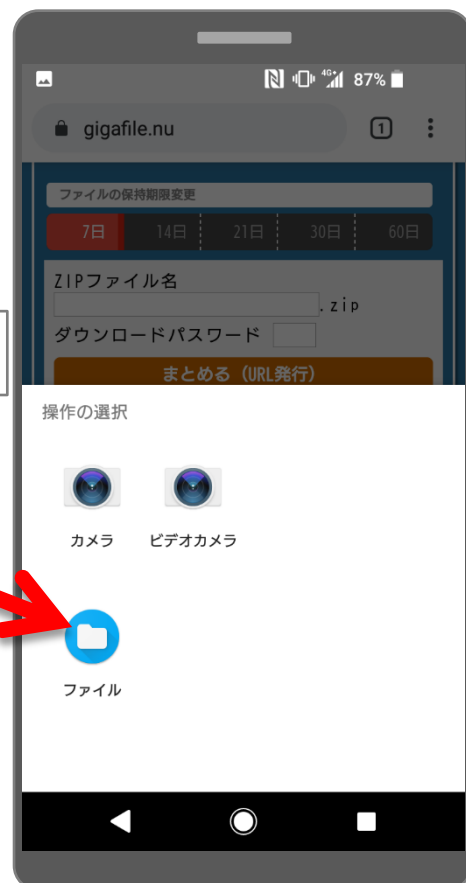 4G+ 87%
gigafile.nu 1
ファイルの保持期限変更
7日 14日 21日 30日 60日
ZIPファイル名
.zip
ダウンロードパスワード
まとめる（URL発行）
操作の選択
カメラ ビデオカメラ
ファイル